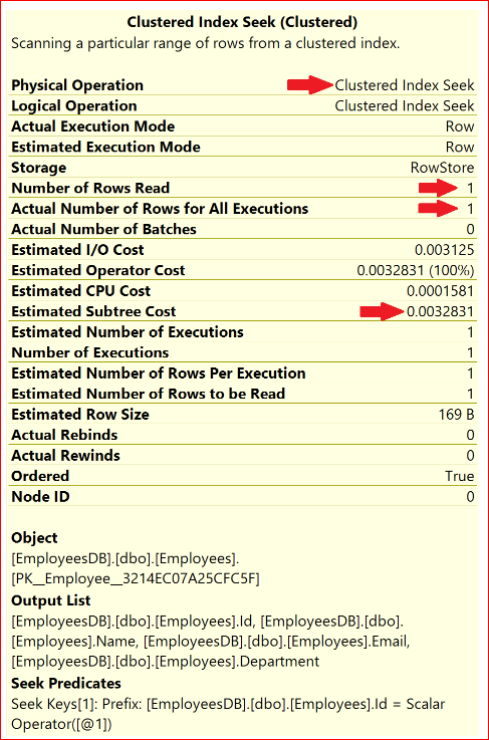 Clustered Index Seek (Clustered)
Scanning a particular range of rows from a clustered index.
Physical Operation Clustered Index Seek
Logical Operation Clustered Index Seek
Actual Execution Mode Row
Estimated Execution Mode Row
Storage RowStore
Number of Rows Read 1
Actual Number of Rows for All Executions 1
Actual Number of Batches 0
Estimated I/O Cost 0.003125
Estimated Operator Cost 0.0032831 (100%)
Estimated CPU Cost 0.0001581
Estimated Subtree Cost 0.0032831
Estimated Number of Executions 1
Number of Executions 1
Estimated Number of Rows Per Execution 1
Estimated Number of Rows to be Read 1
Estimated Row Size 169 B
Actual Rebinds 0
Actual Rewinds 0
Ordered True
Node ID 0
Object
[EmployeesDB].[dbo].[Employees].
[PK__Employee__3214EC07A25CFC5F]
Output List
[EmployeesDB].[dbo].[Employees].Id, [EmployeesDB].[dbo].
[Employees].Name, [EmployeesDB].[dbo].[Employees].Email,
[EmployeesDB].[dbo].[Employees].Department
Seek Predicates
Seek Keys[1]: Prefix: [EmployeesDB].[dbo].[Employees].Id = Scalar
Operator([@1])